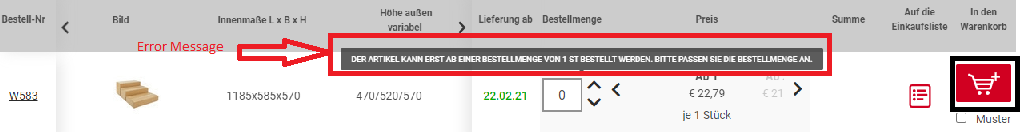 Bestell-Nr
Bild
Innenmaße L x B x H
Höhe außen
variabel
Lieferung ab
Bestellmenge
Preis
Summe
Auf die
Einkaufsliste
In den
Warenkorb
Error Message
DER ARTIKEL KANN ERST AB EINER BESTELLMENGE VON 1 ST BESTELLT WERDEN. BITTE PASSEN SIE DIE BESTELLMENGE AN.
W583
1185x585x570
470/520/570
22.02.21
0
Ab 1
€ 22,79
je 1 Stück
Ab :
€ 21
Muster